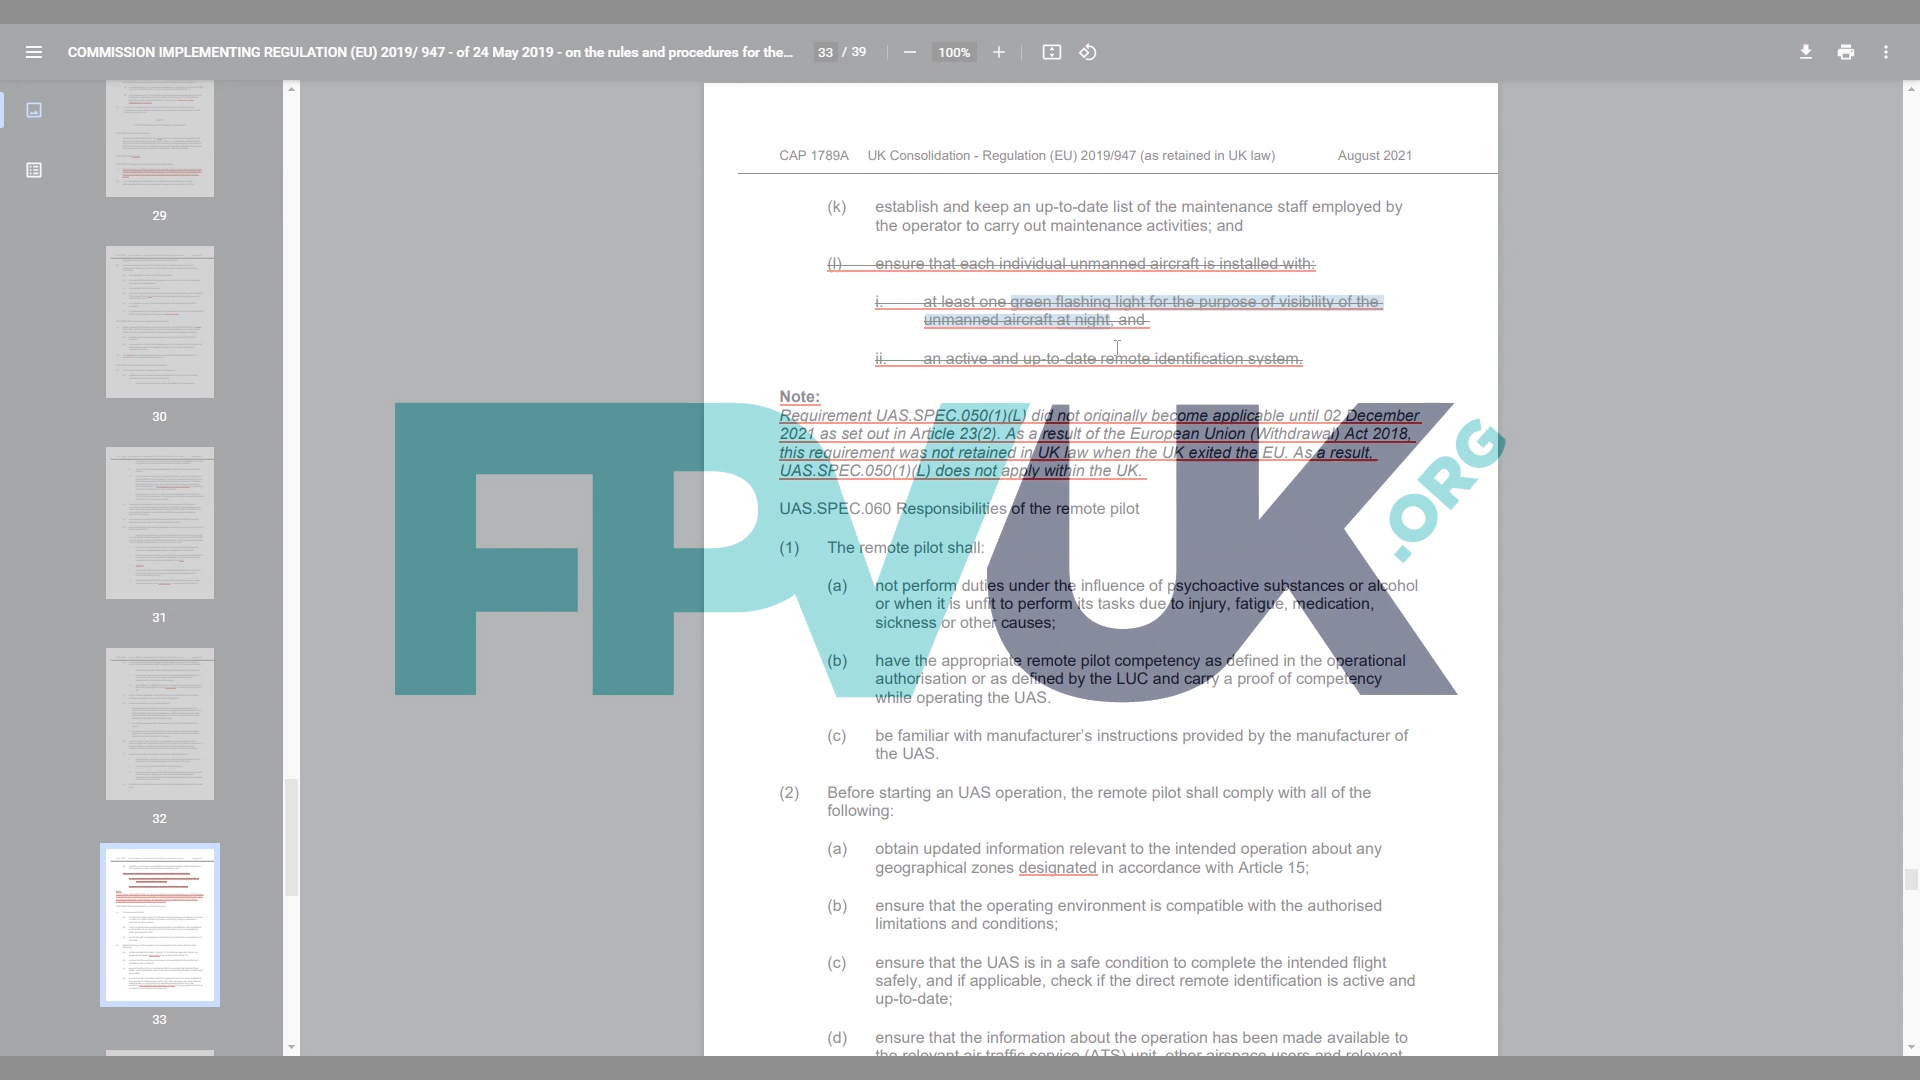 COMMISSION IMPLEMENTING REGULATION (EU) 2019/ 947 - of 24 May 2019 - on the rules and procedures for the...
33 / 39
100%
29
30
31
32
33
CAP 1789A UK Consolidation - Regulation (EU) 2019/947 (as retained in UK law) August 2021
(k) establish and keep an up-to-date list of the maintenance staff employed by
the operator to carry out maintenance activities; and
(l) ensure that each individual unmanned aircraft is installed with:
i. at least one green flashing light for the purpose of visibility of the
unmanned aircraft at night, and
ii. an active and up-to-date remote identification system.
Note:
Requirement UAS.SPEC.050(1)(L) did not originally become applicable until 02 December
2021 as set out in Article 23(2). As a result of the European Union (Withdrawal) Act 2018,
this requirement was not retained in UK law when the UK exited the EU. As a result,
UAS.SPEC.050(1)(L) does not apply within the UK.
FPVUK.ORG
UAS.SPEC.060 Responsibilities of the remote pilot
(1) The remote pilot shall:
(a) not perform duties under the influence of psychoactive substances or alcohol
or when it is unfit to perform its tasks due to injury, fatigue, medication,
sickness or other causes;
(b) have the appropriate remote pilot competency as defined in the operational
authorisation or as defined by the LUC and carry a proof of competency
while operating the UAS.
(c) be familiar with manufacturer's instructions provided by the manufacturer of
the UAS.
(2) Before starting an UAS operation, the remote pilot shall comply with all of the
following:
(a) obtain updated information relevant to the intended operation about any
geographical zones designated in accordance with Article 15;
(b) ensure that the operating environment is compatible with the authorised
limitations and conditions;
(c) ensure that the UAS is in a safe condition to complete the intended flight
safely, and if applicable, check if the direct remote identification is active and
up-to-date;
(d) ensure that the information about the operation has been made available to
the relevant air traffic service (ATS) unit, other airspace users and relevant